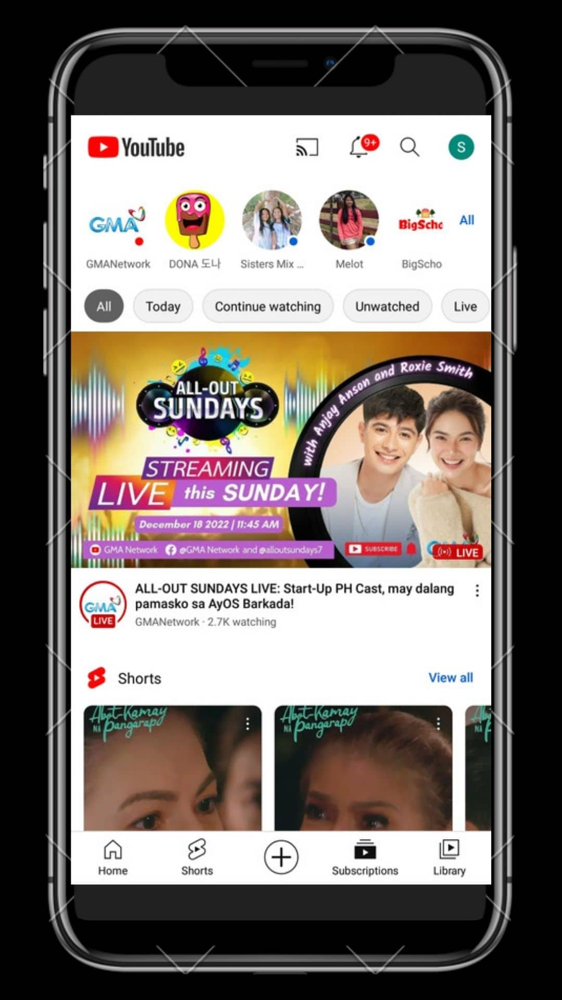 YouTube
9+
S
GMA
BigScho
All
GMANetwork
DONA 도나
Sisters Mix ...
Melot
BigScho
All
Today
Continue watching
Unwatched
Live
ALL-OUT
SUNDAYS
with Anjay Anson and Roxie Smith
STREAMING
LIVE this SUNDAY!
December 18 2022 | 11:45 AM
GMA Network
@GMA Network and @alloutsundays7
SUBSCRIBE
LIVE
GMA
LIVE
ALL-OUT SUNDAYS LIVE: Start-Up PH Cast, may dalang
pamasko sa AyOS Barkada!
GMANetwork · 2.7K watching
Shorts
View all
Abot-Kamay
NA Pangarap
Abot-Kamay
NA Pangarap
Home
Shorts
Subscriptions
Library